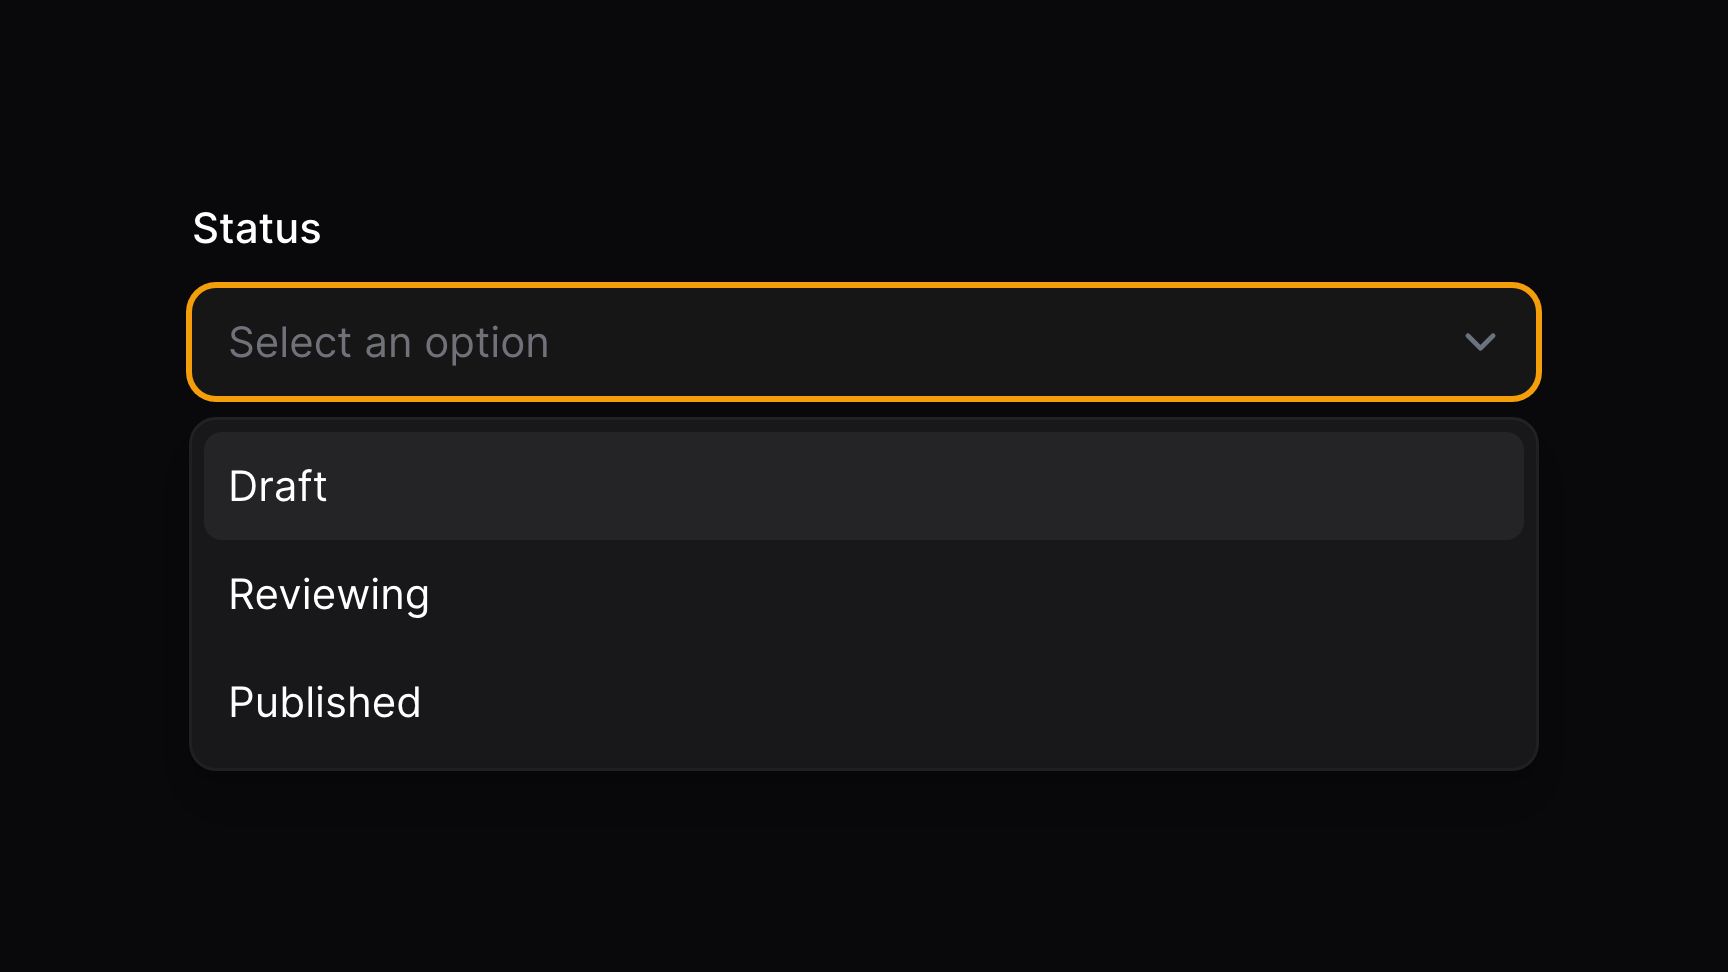 Status
Select an option
Draft
Reviewing
Published